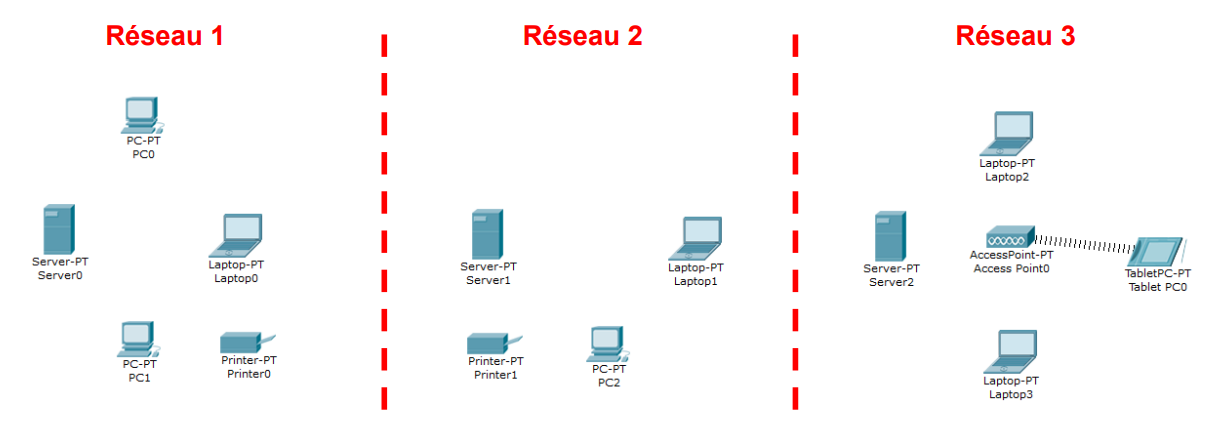 Réseau 1
Réseau 2
Réseau 3
PC-PT
PC0
Server-PT
Server0
Laptop-PT
Laptop0
PC-PT
PC1
Printer-PT
Printer0
Server-PT
Server1
Laptop-PT
Laptop1
Printer-PT
Printer1
PC-PT
PC2
Laptop-PT
Laptop2
Server-PT
Server2
AccessPoint-PT
Access Point0
TabletPC-PT
Tablet PC0
Laptop-PT
Laptop3